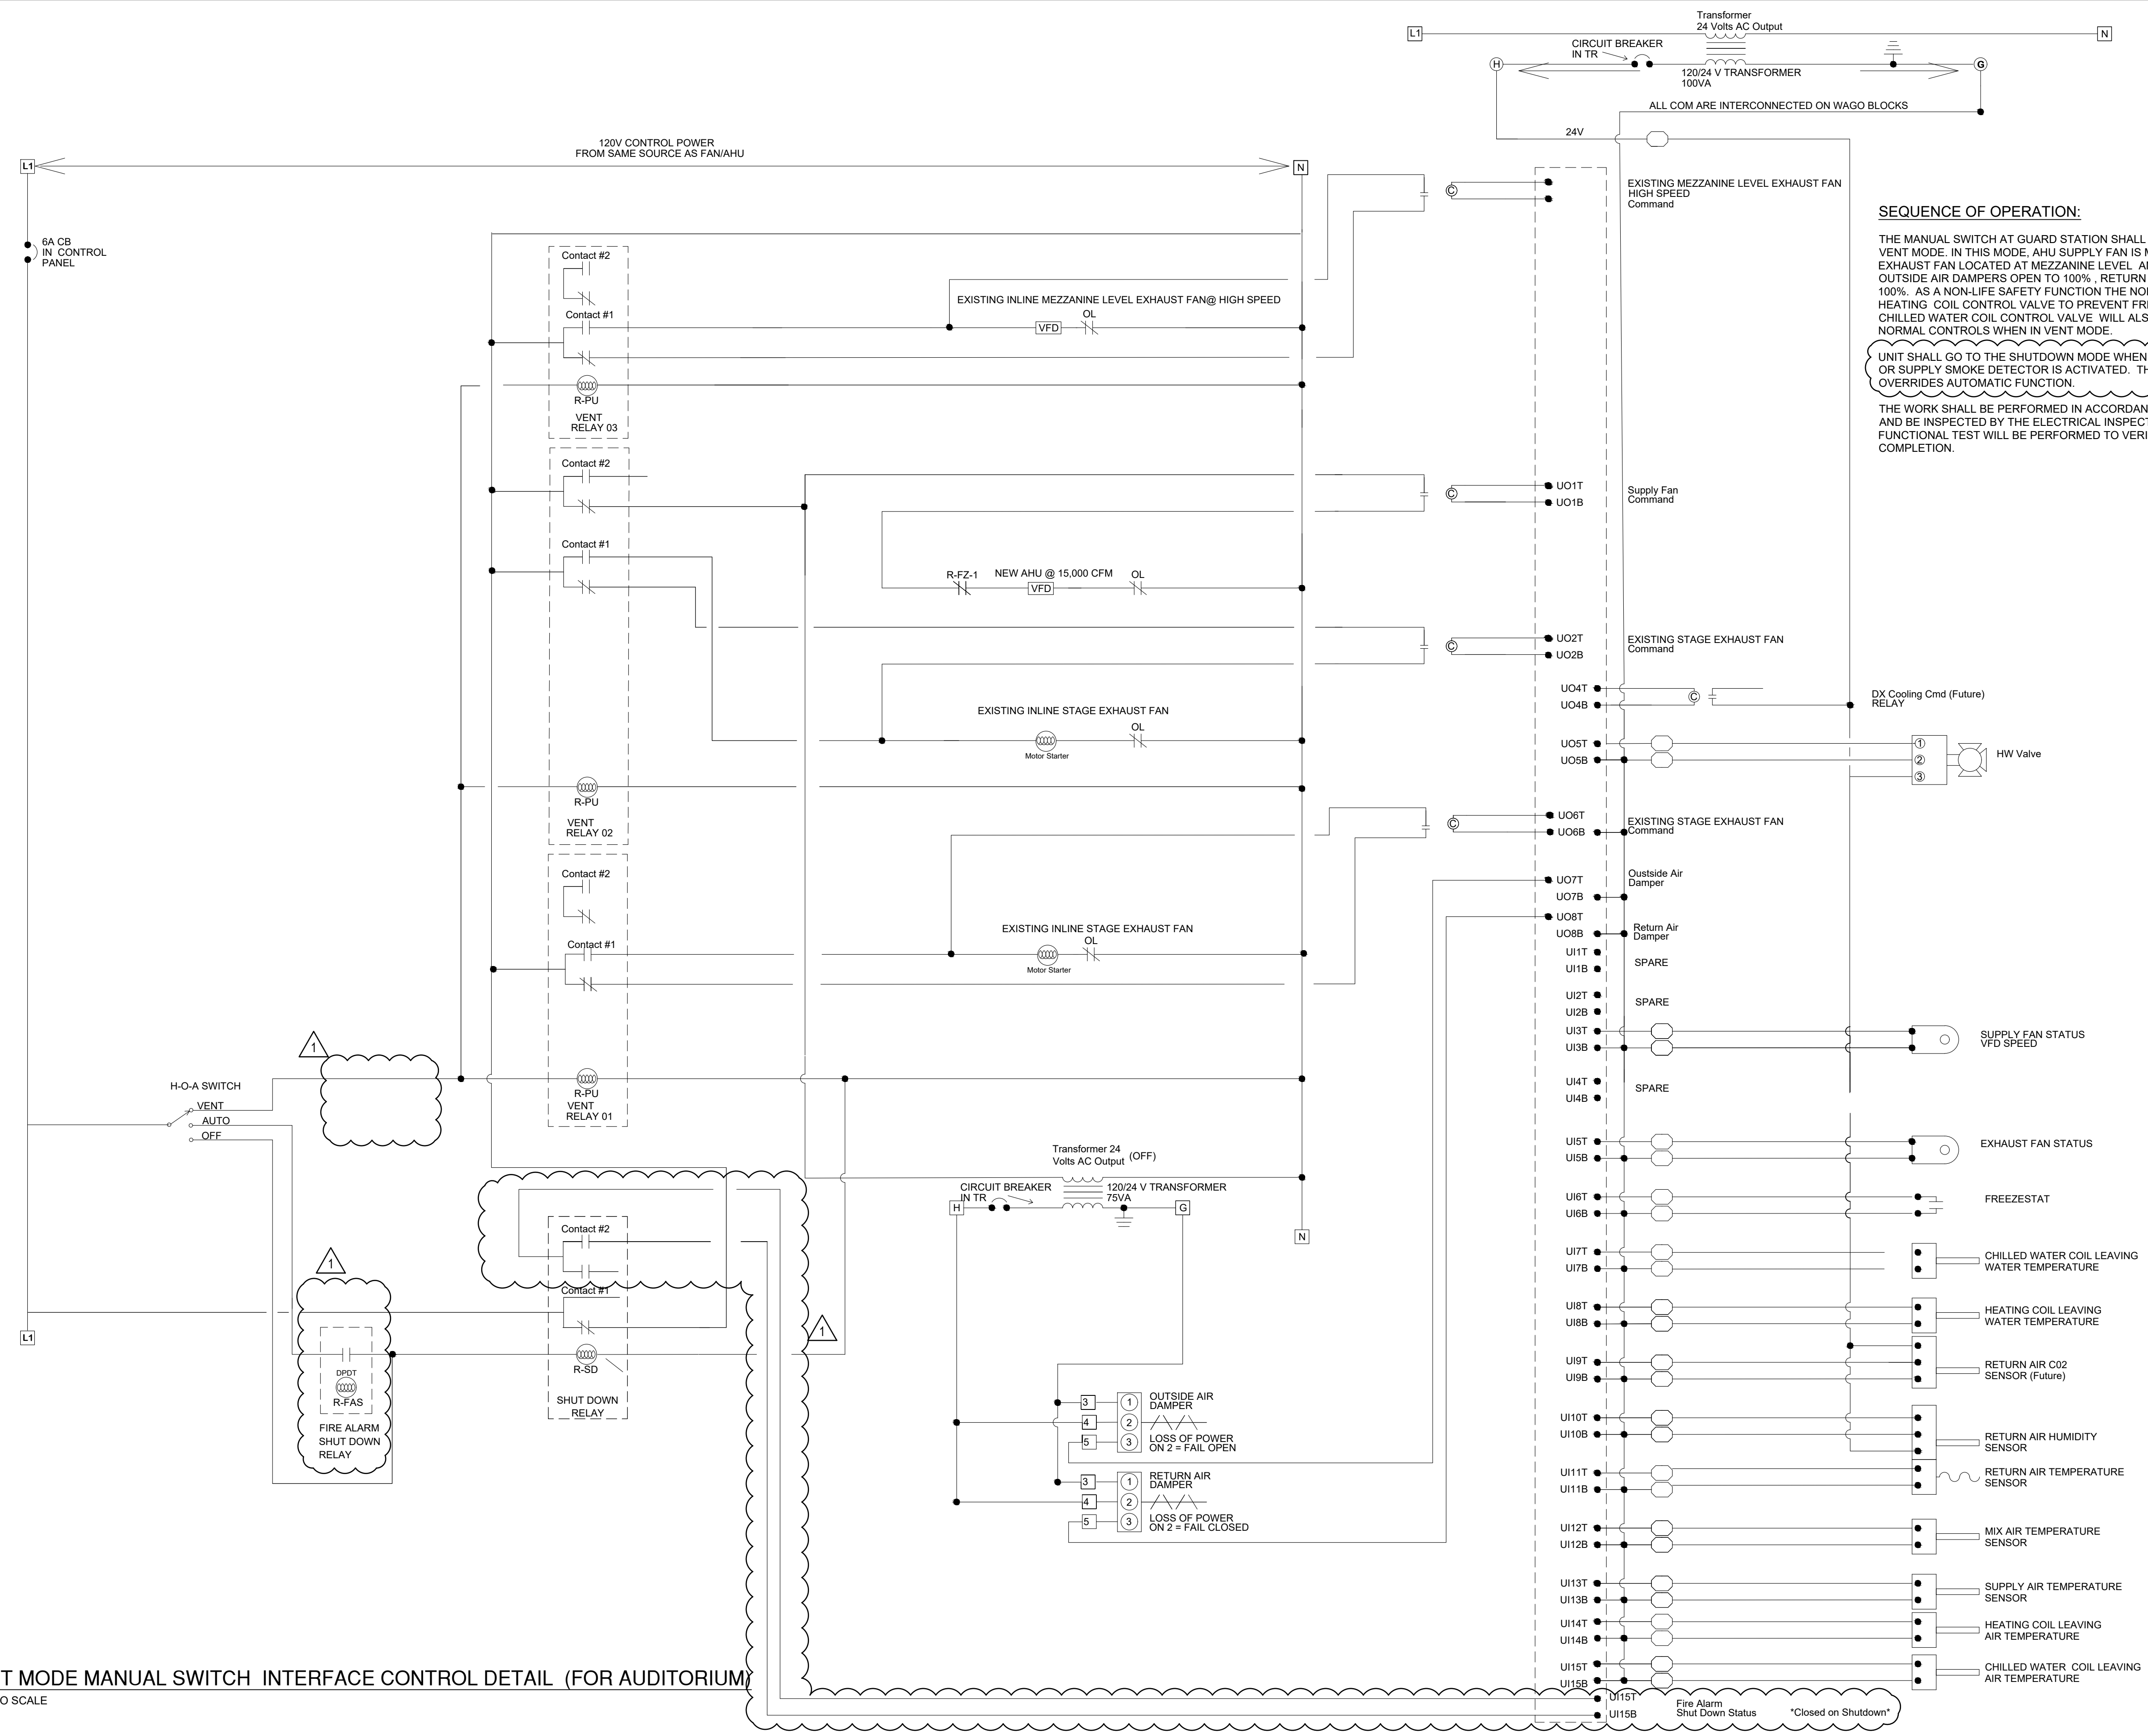 Transformer
24 Volts AC Output
L1
N
CIRCUIT BREAKER
IN TR
H
G
120/24 V TRANSFORMER
100VA
ALL COM ARE INTERCONNECTED ON WAGO BLOCKS
24V
120V CONTROL POWER
FROM SAME SOURCE AS FAN/AHU
L1
N
6A CB
IN CONTROL
PANEL
SEQUENCE OF OPERATION:
THE MANUAL SWITCH AT GUARD STATION SHALL
VENT MODE. IN THIS MODE, AHU SUPPLY FAN IS
EXHAUST FAN LOCATED AT MEZZANINE LEVEL
OUTSIDE AIR DAMPERS OPEN TO 100% , RETURN
100%. AS A NON-LIFE SAFETY FUNCTION THE
HEATING COIL CONTROL VALVE TO PREVENT
CHILLED WATER COIL CONTROL VALVE WILL
NORMAL CONTROLS WHEN IN VENT MODE.
UNIT SHALL GO TO THE SHUTDOWN MODE WHEN
OR SUPPLY SMOKE DETECTOR IS ACTIVATED.
OVERRIDES AUTOMATIC FUNCTION.
THE WORK SHALL BE PERFORMED IN
AND BE INSPECTED BY THE ELECTRICAL
FUNCTIONAL TEST WILL BE PERFORMED TO
COMPLETION.
Contact #2
Contact #1
R-PU
VENT
RELAY 03
EXISTING INLINE MEZZANINE LEVEL EXHAUST FAN@ HIGH SPEED
VFD
OL
C
EXISTING MEZZANINE LEVEL EXHAUST FAN
HIGH SPEED
Command
Contact #2
Contact #1
R-PU
VENT
RELAY 02
R-FZ-1
NEW AHU @ 15,000 CFM
VFD
OL
C
UO1T
UO1B
Supply Fan
Command
C
UO2T
UO2B
EXISTING STAGE EXHAUST FAN
Command
EXISTING INLINE STAGE EXHAUST FAN
OL
Motor Starter
UO4T
UO4B
C
DX Cooling Cmd (Future)
RELAY
UO5T
UO5B
1
2
3
HW Valve
C
UO6T
UO6B
EXISTING STAGE EXHAUST FAN
Command
Contact #2
Contact #1
R-PU
VENT
RELAY 01
EXISTING INLINE STAGE EXHAUST FAN
OL
Motor Starter
UO7T
UO7B
Oustside Air
Damper
UO8T
UO8B
Return Air
Damper
UI1T
UI1B
SPARE
UI2T
UI2B
SPARE
UI3T
UI3B
SUPPLY FAN STATUS
VFD SPEED
UI4T
UI4B
SPARE
UI5T
UI5B
EXHAUST FAN STATUS
UI6T
UI6B
FREEZESTAT
UI7T
UI7B
CHILLED WATER COIL LEAVING
WATER TEMPERATURE
UI8T
UI8B
HEATING COIL LEAVING
WATER TEMPERATURE
UI9T
UI9B
RETURN AIR C02
SENSOR (Future)
UI10T
UI10B
RETURN AIR HUMIDITY
SENSOR
UI11T
UI11B
RETURN AIR TEMPERATURE
SENSOR
UI12T
UI12B
MIX AIR TEMPERATURE
SENSOR
UI13T
UI13B
SUPPLY AIR TEMPERATURE
SENSOR
UI14T
UI14B
HEATING COIL LEAVING
AIR TEMPERATURE
UI15T
UI15B
CHILLED WATER COIL LEAVING
AIR TEMPERATURE
UI15T
UI15B
Fire Alarm
Shut Down Status
*Closed on Shutdown*
1
H-O-A SWITCH
VENT
AUTO
OFF
1
L1
DPDT
R-FAS
FIRE ALARM
SHUT DOWN
RELAY
Contact #2
Contact #1
R-SD
SHUT DOWN
RELAY
1
Transformer 24
Volts AC Output
(OFF)
CIRCUIT BREAKER
IN TR
H
120/24 V TRANSFORMER
75VA
G
N
3
4
5
1
2
3
OUTSIDE AIR
DAMPER
LOSS OF POWER
ON 2 = FAIL OPEN
3
4
5
1
2
3
RETURN AIR
DAMPER
LOSS OF POWER
ON 2 = FAIL CLOSED
T MODE MANUAL SWITCH INTERFACE CONTROL DETAIL (FOR AUDITORIUM)
O SCALE